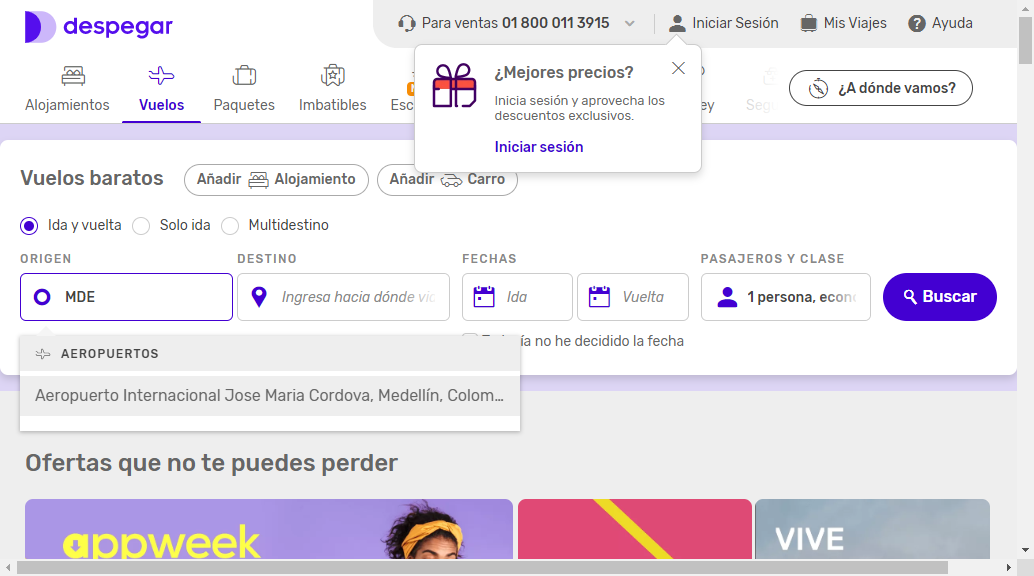 despegar
Para ventas 01 800 011 3915
Iniciar Sesión
Mis Viajes
Ayuda
Alojamientos
Vuelos
Paquetes
Imbatibles
Esc
ey
Seg
¿A dónde vamos?
¿Mejores precios?
Inicia sesión y aprovecha los
descuentos exclusivos.
Iniciar sesión
Vuelos baratos
Añadir Alojamiento
Añadir Carro
Ida y vuelta
Solo ida
Multidestino
ORIGEN
DESTINO
FECHAS
PASAJEROS Y CLASE
MDE
Ingresa hacia dónde via
Ida
Vuelta
1 persona, econo
Buscar
ía no he decidido la fecha
AEROPUERTOS
Aeropuerto Internacional Jose Maria Cordova, Medellín, Colom...
Ofertas que no te puedes perder
appweek
VIVE